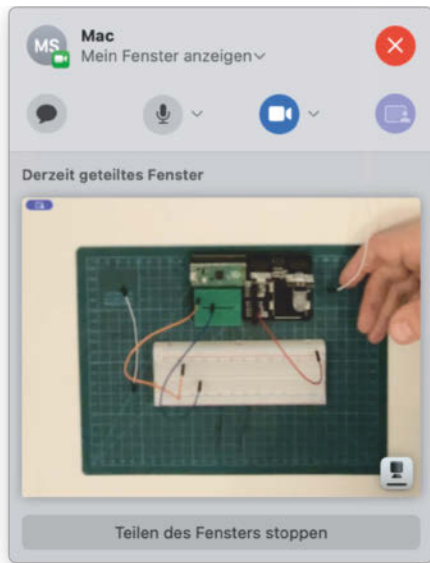 MS
Mac
Mein Fenster anzeigen
Derzeit geteiltes Fenster
Teilen des Fensters stoppen